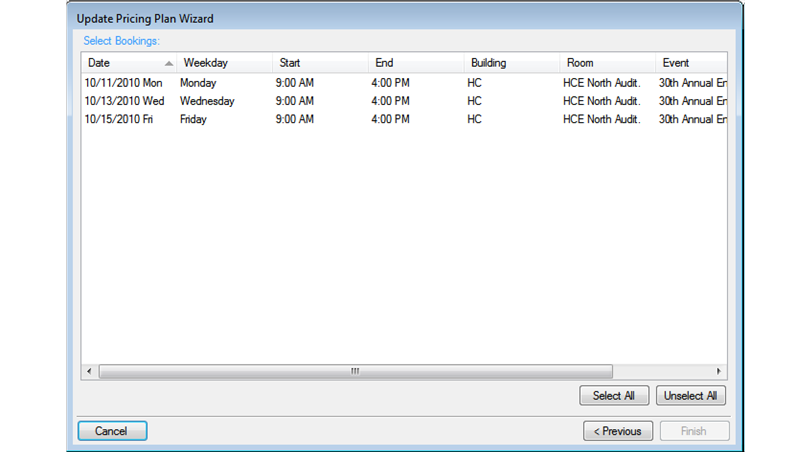 Update Pricing Plan Wizard
Select Bookings:
Date Weekday Start End Building Room Event
10/11/2010 Mon Monday 9:00 AM 4:00 PM HC HCE North Audit. 30th Annual En
10/13/2010 Wed Wednesday 9:00 AM 4:00 PM HC HCE North Audit. 30th Annual En
10/15/2010 Fri Friday 9:00 AM 4:00 PM HC HCE North Audit. 30th Annual En
Select All Unselect All
Cancel < Previous Finish